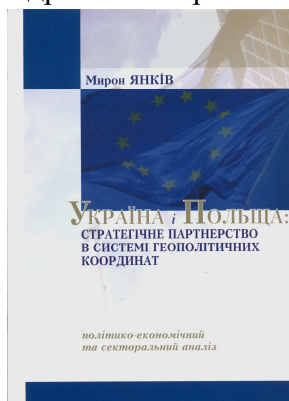 Мирон ЯНКІВ
УКРАЇНА і ПОЛЬЩА:
СТРАТЕГІЧНЕ ПАРТНЕРСТВО
В СИСТЕМІ ГЕОПОЛІТИЧНИХ
КООРДИНАТ
політико-економічний
та секторальний аналіз